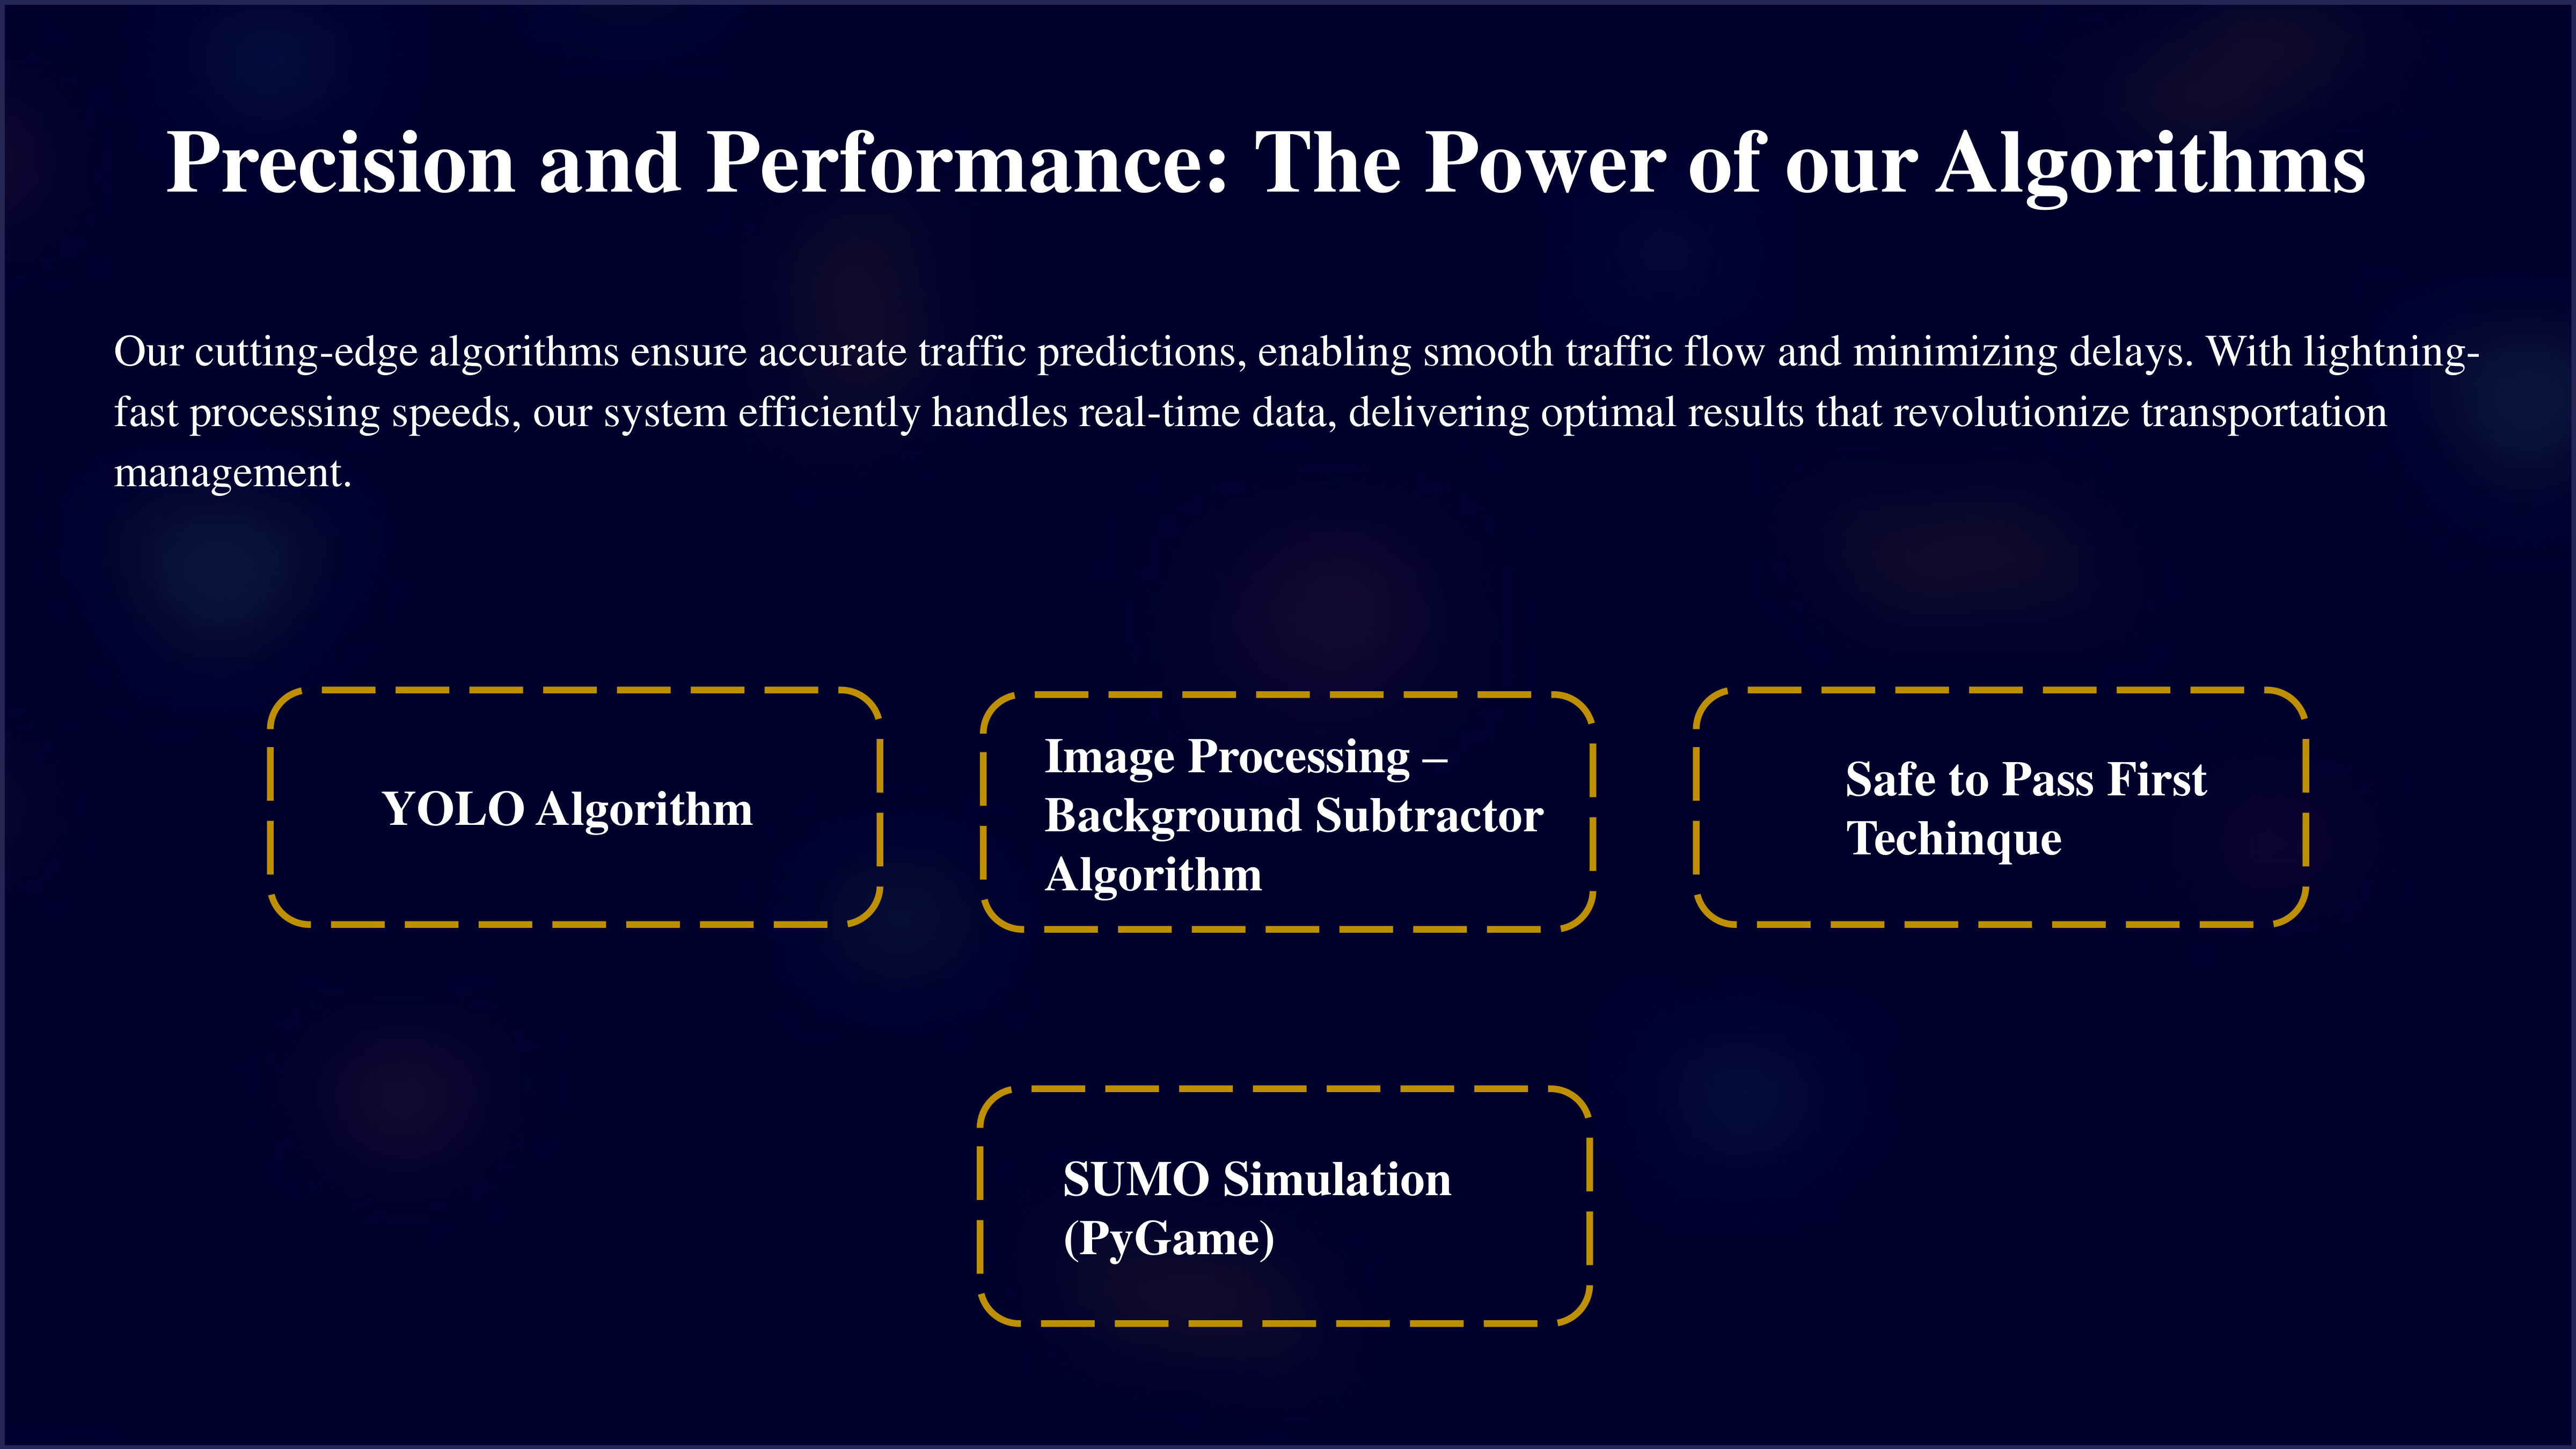 Precision and Performance: The Power of our Algorithms
Our cutting-edge algorithms ensure accurate traffic predictions, enabling smooth traffic flow and minimizing delays. With lightning-
fast processing speeds, our system efficiently handles real-time data, delivering optimal results that revolutionize transportation
management.
YOLO Algorithm
Image Processing –
Background Subtractor
Algorithm
Safe to Pass First
Techinque
SUMO Simulation
(PyGame)